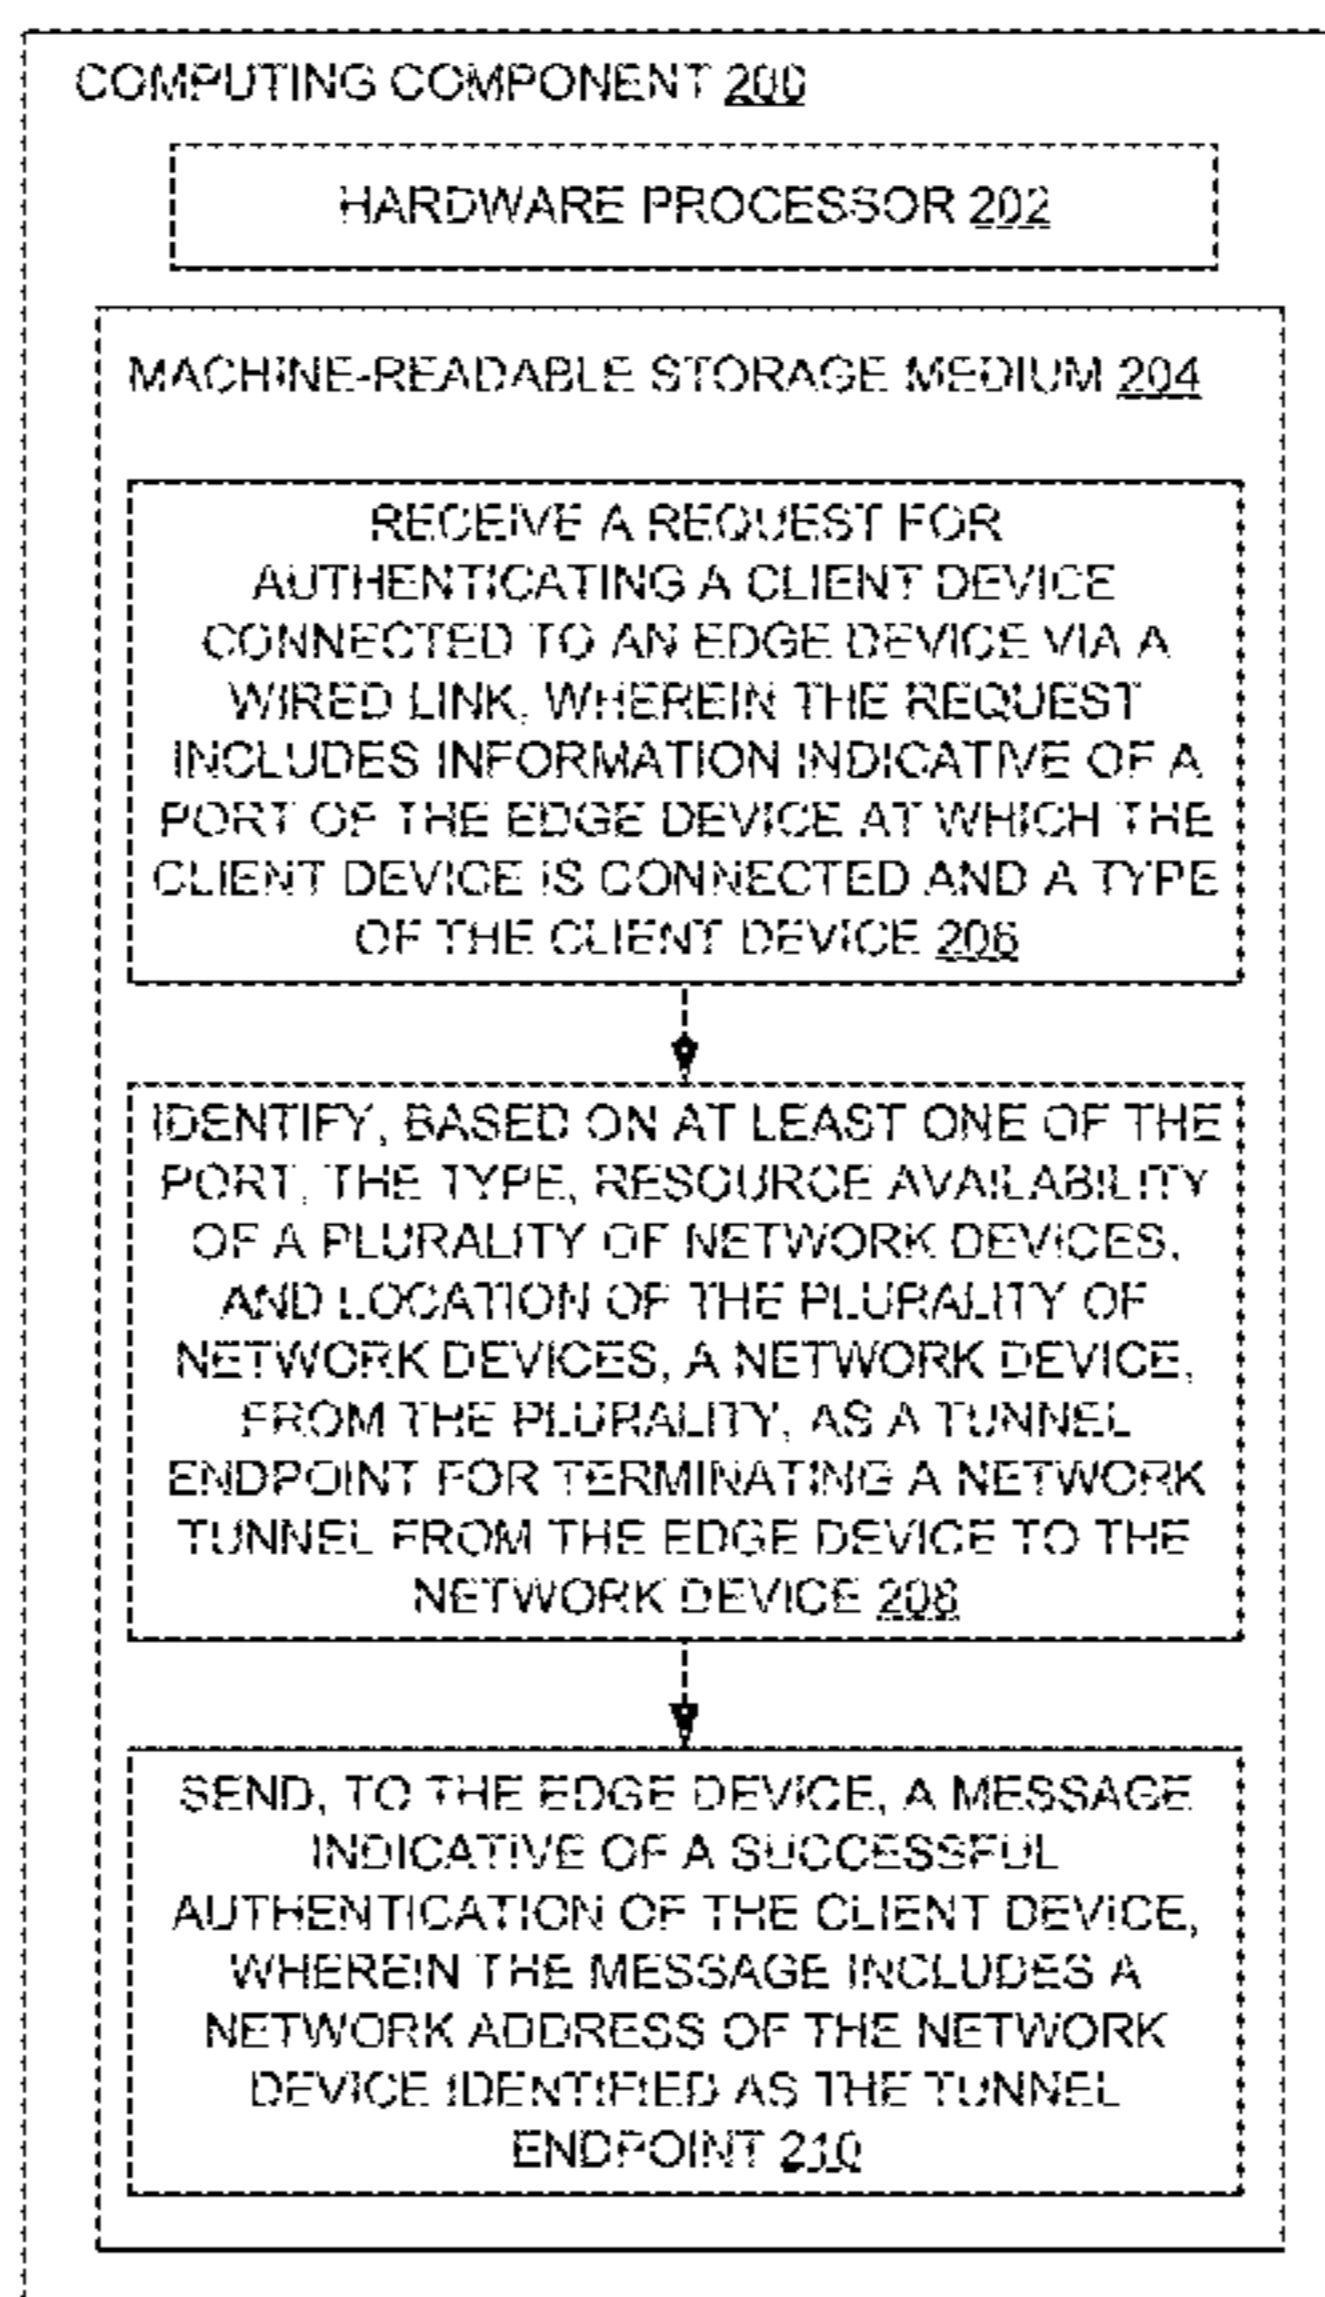 COMPUTING COMPONENT 200
HARDWARE PROCESSOR 202
MACHINE-READABLE STORAGE MEDIUM 204
RECEIVE A REQUEST FOR
AUTHENTICATING A CLIENT DEVICE
CONNECTED TO AN EDGE DEVICE VIA A
WIRED LINK, WHEREIN THE REQUEST
INCLUDES INFORMATION INDICATIVE OF A
PORT OF THE EDGE DEVICE AT WHICH THE
CLIENT DEVICE IS CONNECTED AND A TYPE
OF THE CLIENT DEVICE 206
IDENTIFY, BASED ON AT LEAST ONE OF THE
PORT, THE TYPE, RESOURCE AVAILABILITY
OF A PLURALITY OF NETWORK DEVICES,
AND LOCATION OF THE PLURALITY OF
NETWORK DEVICES, A NETWORK DEVICE,
FROM THE PLURALITY, AS A TUNNEL
ENDPOINT FOR TERMINATING A NETWORK
TUNNEL FROM THE EDGE DEVICE TO THE
NETWORK DEVICE 208
SEND, TO THE EDGE DEVICE, A MESSAGE
INDICATIVE OF A SUCCESSFUL
AUTHENTICATION OF THE CLIENT DEVICE,
WHEREIN THE MESSAGE INCLUDES A
NETWORK ADDRESS OF THE NETWORK
DEVICE IDENTIFIED AS THE TUNNEL
ENDPOINT 210